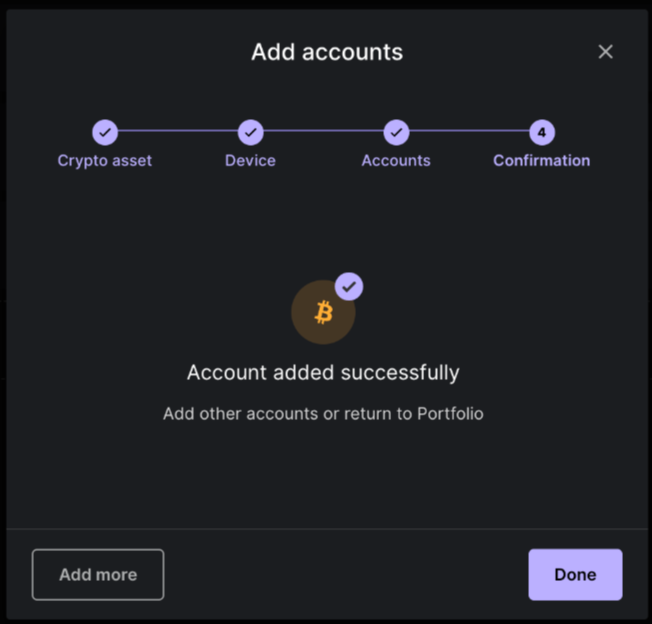 Add accounts
4
Crypto asset Device Accounts Confirmation
Account added successfully
Add other accounts or return to Portfolio
Add more Done